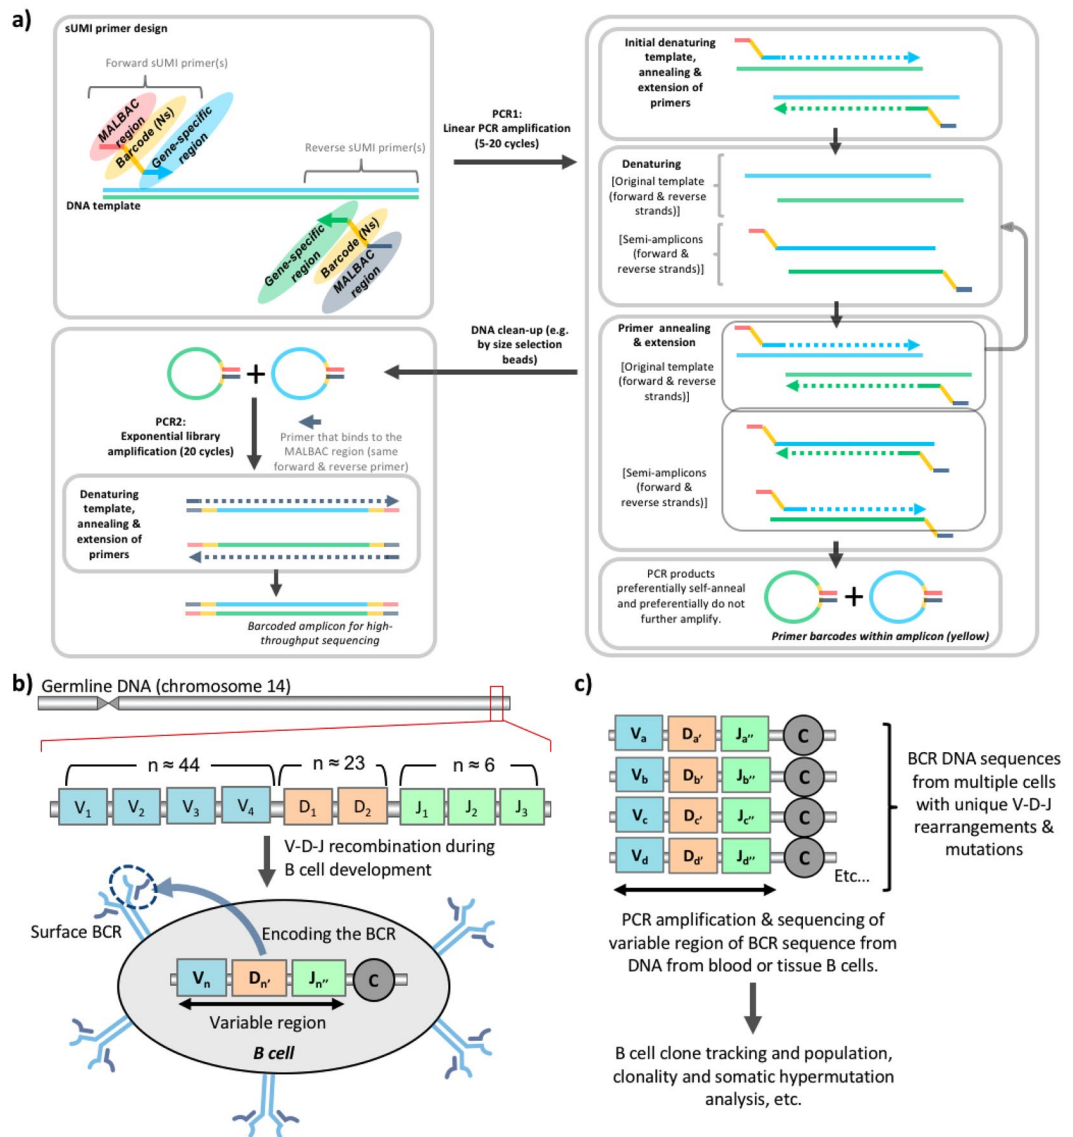 a)
sUMI primer design
Forward sUMI primer(s)
MALBAC
region
Barcode (Ns)
Gene-specific
region
Reverse sUMI primer(s)
DNA template
Gene-specific
region
Barcode (Ns)
MALBAC
region
PCR1:
Linear PCR amplification
(5-20 cycles)
Initial denaturing
template,
annealing &
extension of
primers
Denaturing
[Original template
(forward & reverse
strands)]
[Semi-amplicons
(forward &
reverse strands)]
Primer annealing
& extension
[Original template
(forward & reverse
strands)]
[Semi-amplicons
(forward &
reverse strands)]
PCR products
preferentially self-anneal
and preferentially do not
further amplify.
+
Primer barcodes within amplicon (yellow)
DNA clean-up (e.g.
by size selection
beads)
+
PCR2:
Exponential library
amplification (20 cycles)
Primer that binds to the
MALBAC region (same
forward & reverse primer)
Denaturing
template,
annealing &
extension of
primers
Barcoded amplicon for high-
throughput sequencing
b)
Germline DNA (chromosome 14)
n ≈ 44 n ≈ 23 n ≈ 6
V1 V2 V3 V4 D1 D2 J1 J2 J3
V-D-J recombination during
B cell development
Surface BCR
Encoding the BCR
Vn Dn' Jn'' C
Variable region
B cell
c)
Va Da' Ja'' C
Vb Db' Jb'' C
Vc Dc' Jc'' C
Vd Dd' Jd'' C
Etc...
BCR DNA sequences
from multiple cells
with unique V-D-J
rearrangements &
mutations
PCR amplification & sequencing of
variable region of BCR sequence from
DNA from blood or tissue B cells.
B cell clone tracking and population,
clonality and somatic hypermutation
analysis, etc.